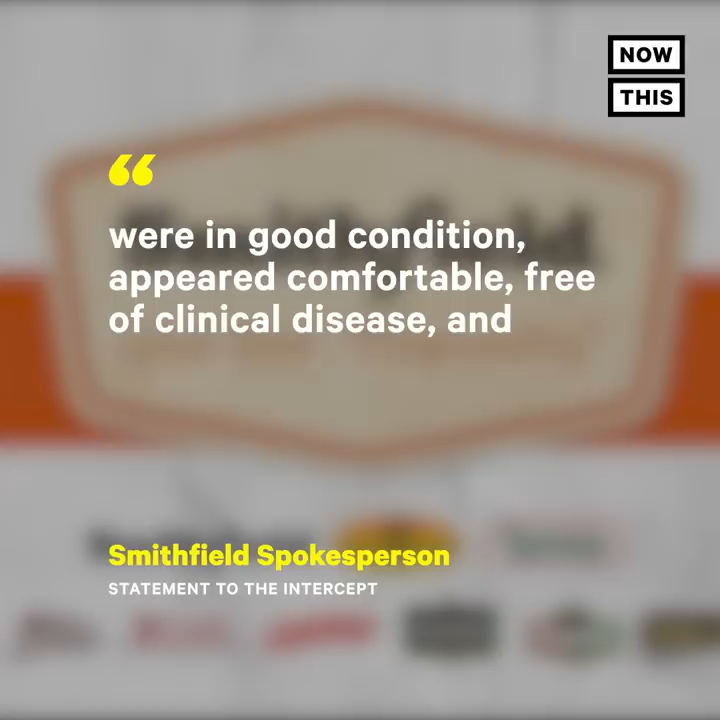 NOW
THIS
“
were in good condition,
appeared comfortable, free
of clinical disease, and
Smithfield Spokesperson
STATEMENT TO THE INTERCEPT